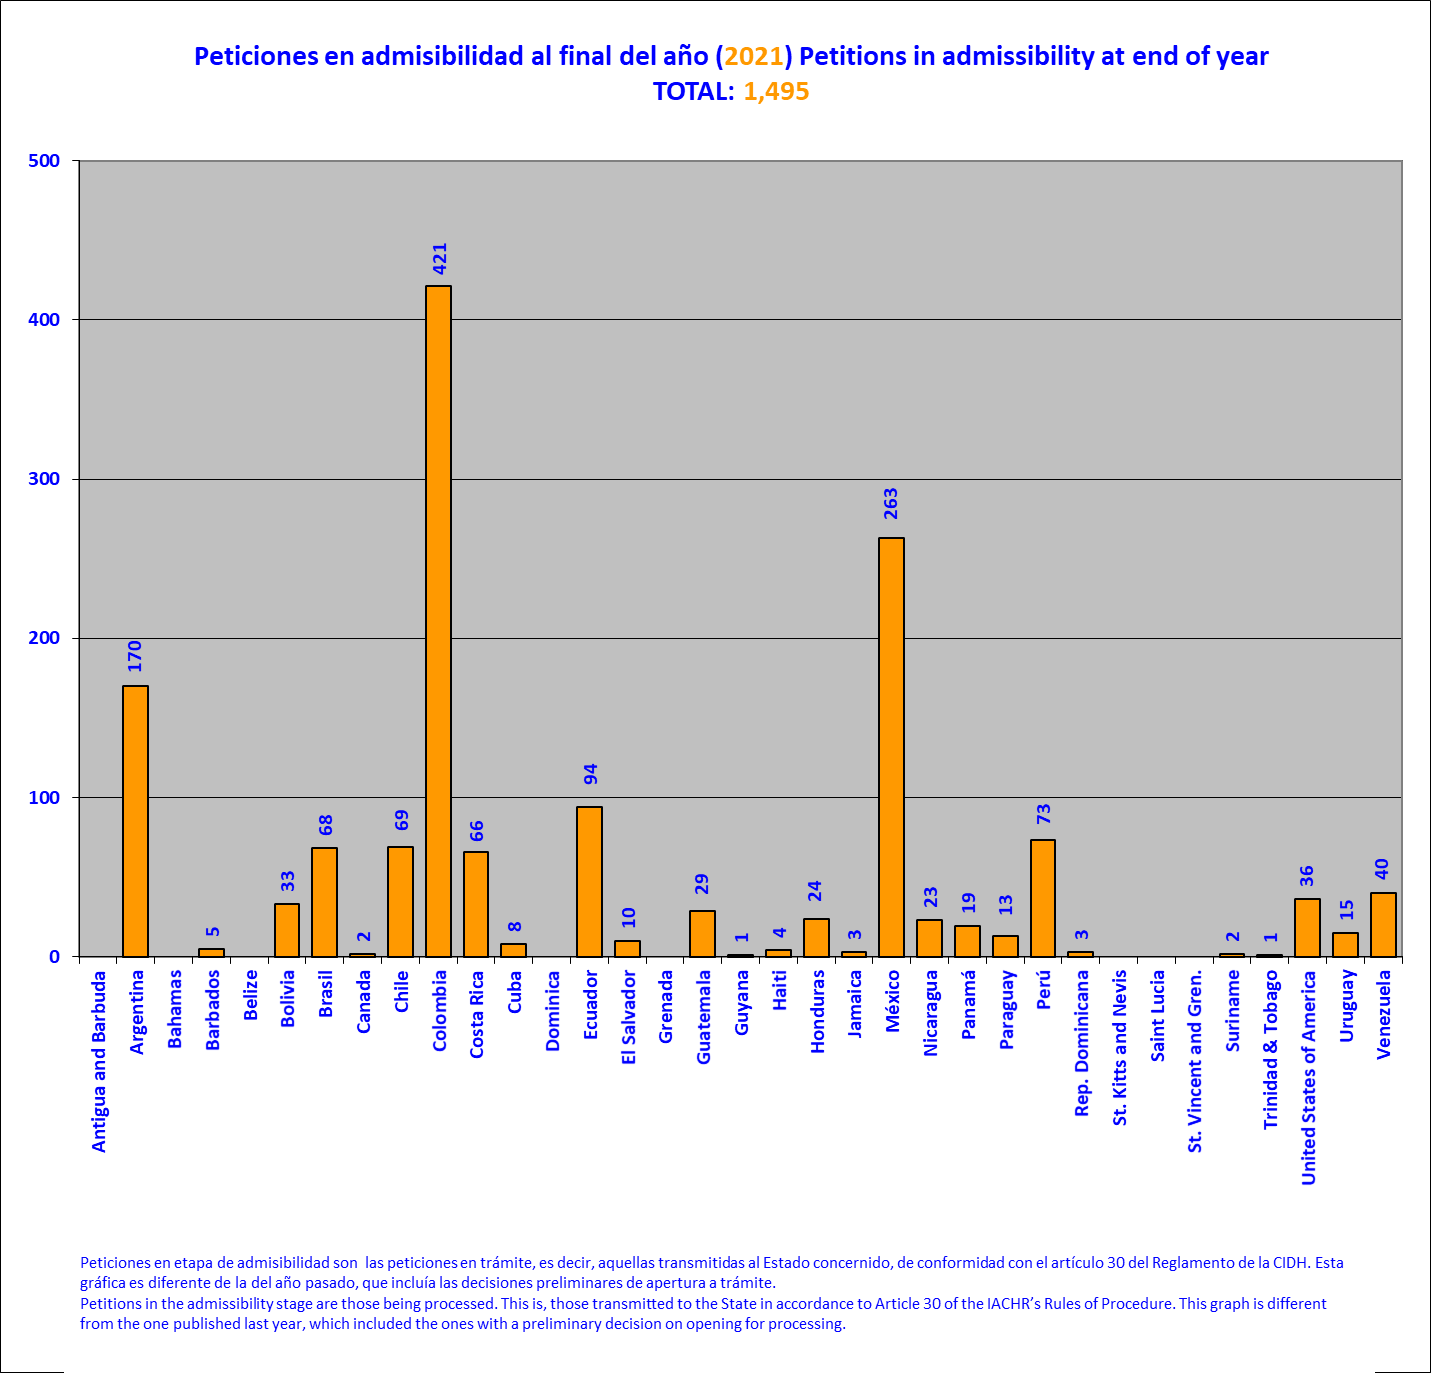 Peticiones en admisibilidad al final del año (2021) Petitions in admissibility at end of year
TOTAL: 1,495
500
400
300
200
100
0
170
5
33
68
2
69
421
66
8
94
10
29
1
4
24
3
263
23
19
13
73
3
2
1
36
15
40
Antigua and Barbuda
Argentina
Bahamas
Barbados
Belize
Bolivia
Brasil
Canada
Chile
Colombia
Costa Rica
Cuba
Dominica
Ecuador
El Salvador
Grenada
Guatemala
Guyana
Haiti
Honduras
Jamaica
México
Nicaragua
Panamá
Paraguay
Perú
Rep. Dominicana
St. Kitts and Nevis
Saint Lucia
St. Vincent and Gren.
Suriname
Trinidad & Tobago
United States of America
Uruguay
Venezuela
Peticiones en etapa de admisibilidad son las peticiones en trámite, es decir, aquellas transmitidas al Estado concernido, de conformidad con el artículo 30 del Reglamento de la CIDH. Esta
gráfica es diferente de la del año pasado, que incluía las decisiones preliminares de apertura a trámite.
Petitions in the admissibility stage are those being processed. This is, those transmitted to the State in accordance to Article 30 of the IACHR's Rules of Procedure. This graph is different
from the one published last year, which included the ones with a preliminary decision on opening for processing.